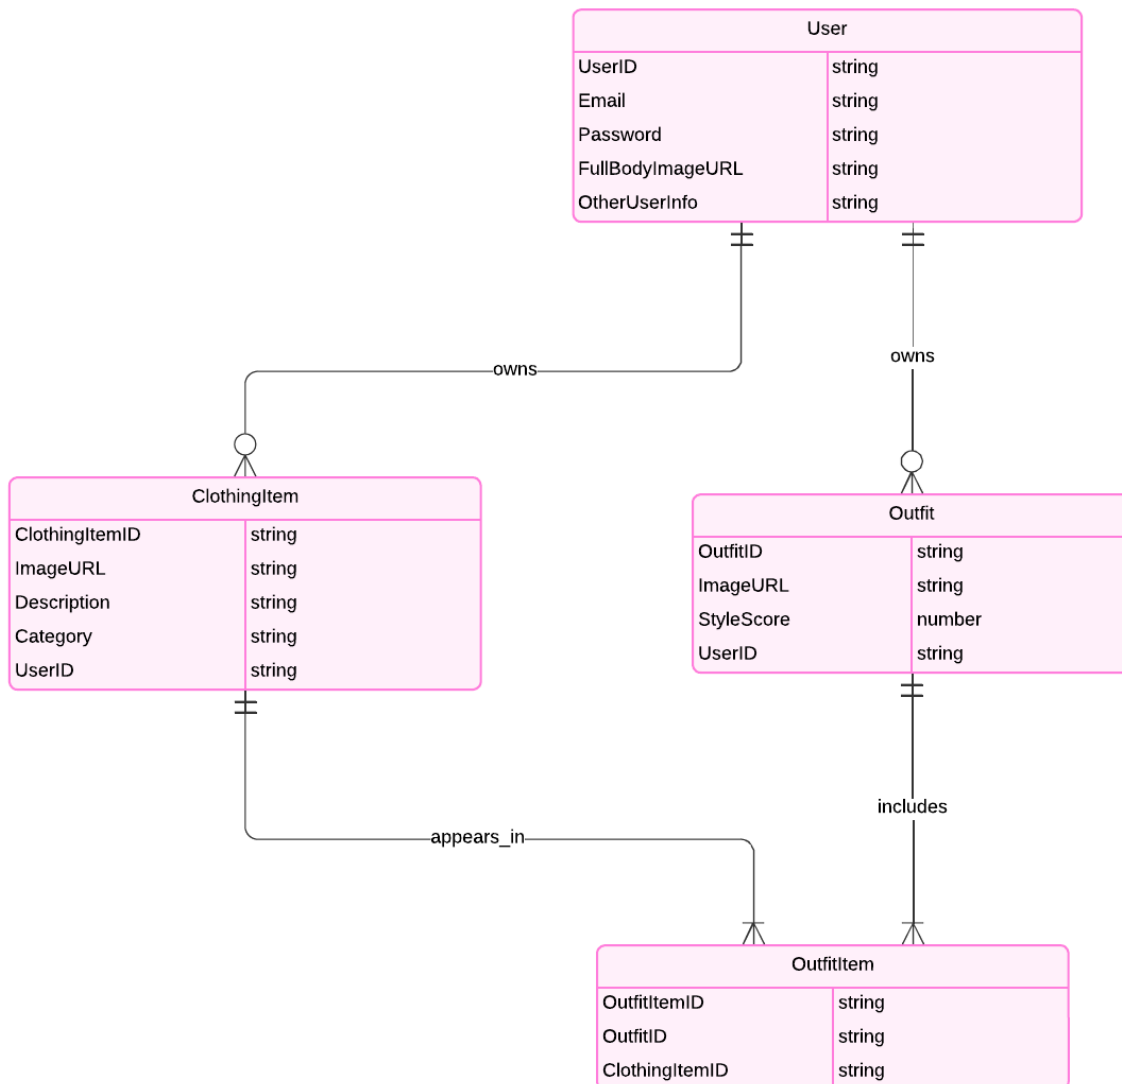 User
UserID string
Email string
Password string
FullBodyImageURL string
OtherUserInfo string
owns
owns
ClothingItem
ClothingItemID string
ImageURL string
Description string
Category string
UserID string
Outfit
OutfitID string
ImageURL string
StyleScore number
UserID string
includes
appears_in
OutfitItem
OutfitItemID string
OutfitID string
ClothingItemID string